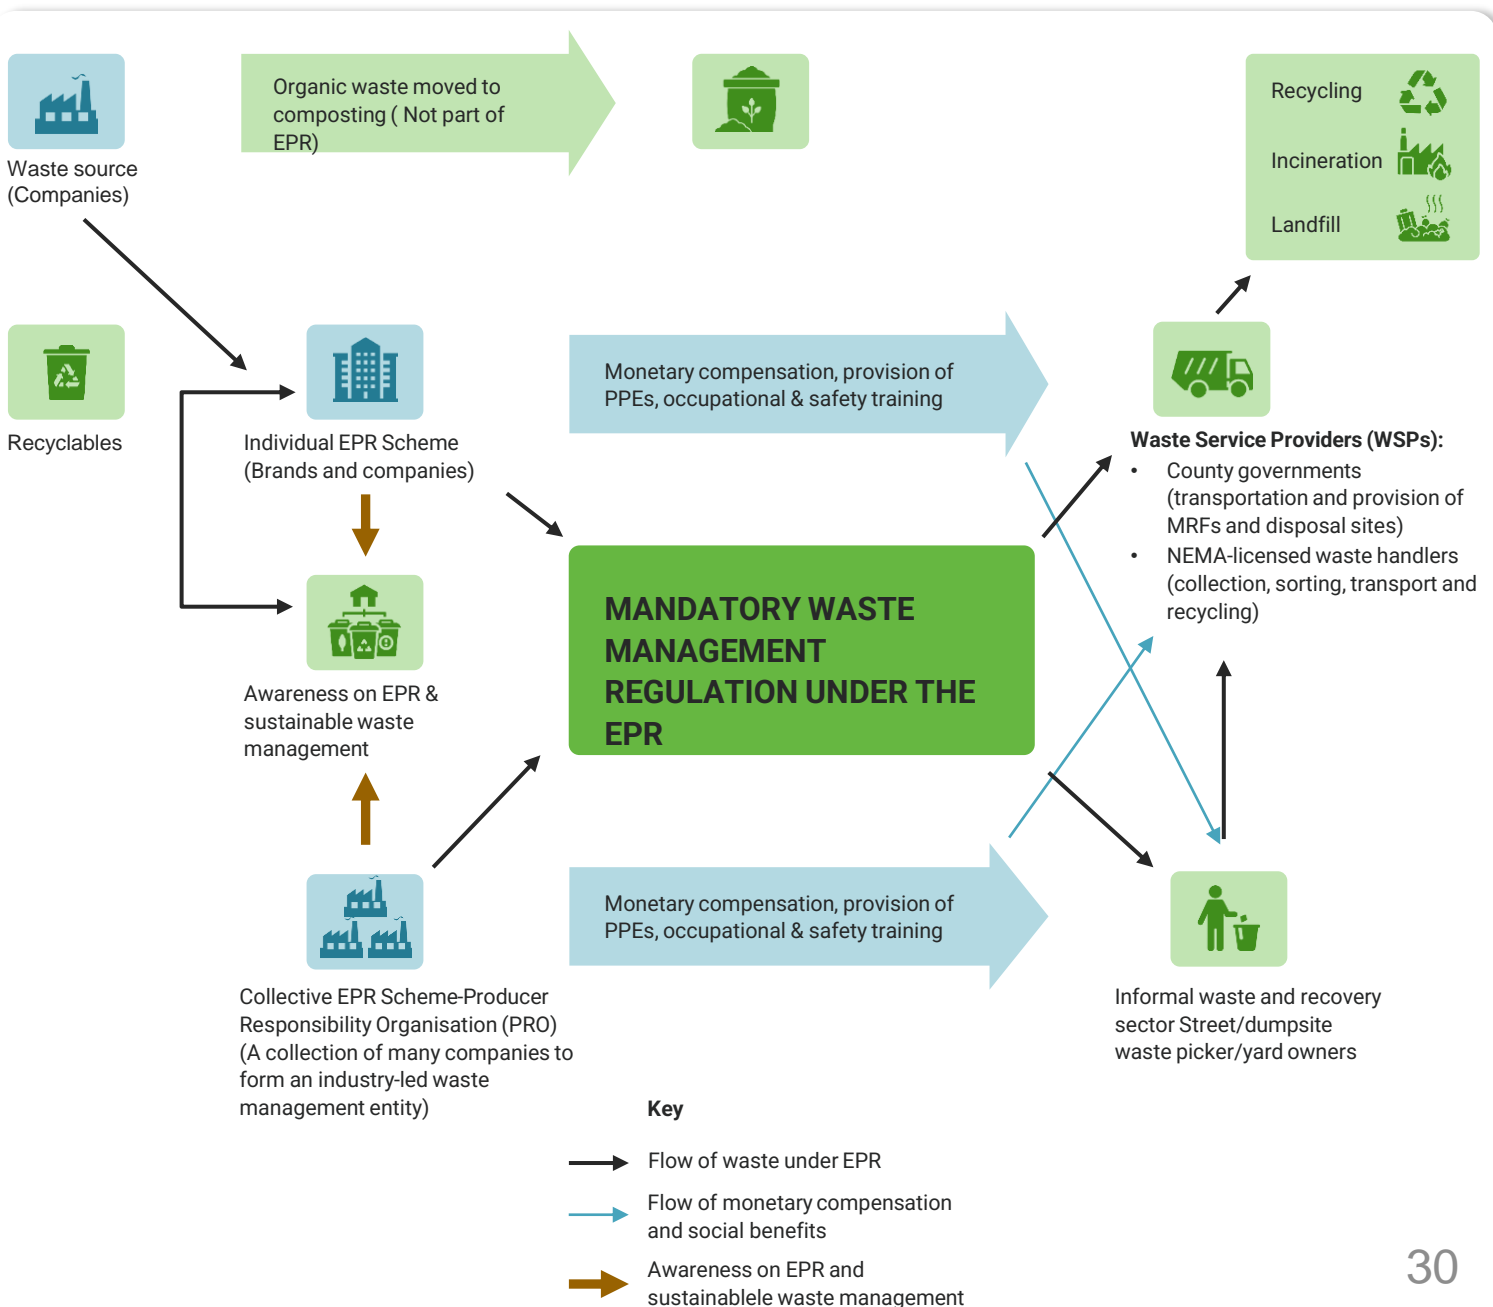 Organic waste moved to
composting ( Not part of
EPR)
Waste source
(Companies)
Recycling
Incineration
Landfill
Recyclables
Individual EPR Scheme
(Brands and companies)
Monetary compensation, provision of
PPEs, occupational & safety training
Waste Service Providers (WSPs):
• County governments
(transportation and provision of
MRFs and disposal sites)
• NEMA-licensed waste handlers
(collection, sorting, transport and
recycling)
MANDATORY WASTE
MANAGEMENT
REGULATION UNDER THE
EPR
Awareness on EPR &
sustainable waste
management
Monetary compensation, provision of
PPEs, occupational & safety training
Collective EPR Scheme-Producer
Responsibility Organisation (PRO)
(A collection of many companies to
form an industry-led waste
management entity)
Informal waste and recovery
sector Street/dumpsite
waste picker/yard owners
Key
Flow of waste under EPR
Flow of monetary compensation
and social benefits
Awareness on EPR and
sustainablele waste management
30